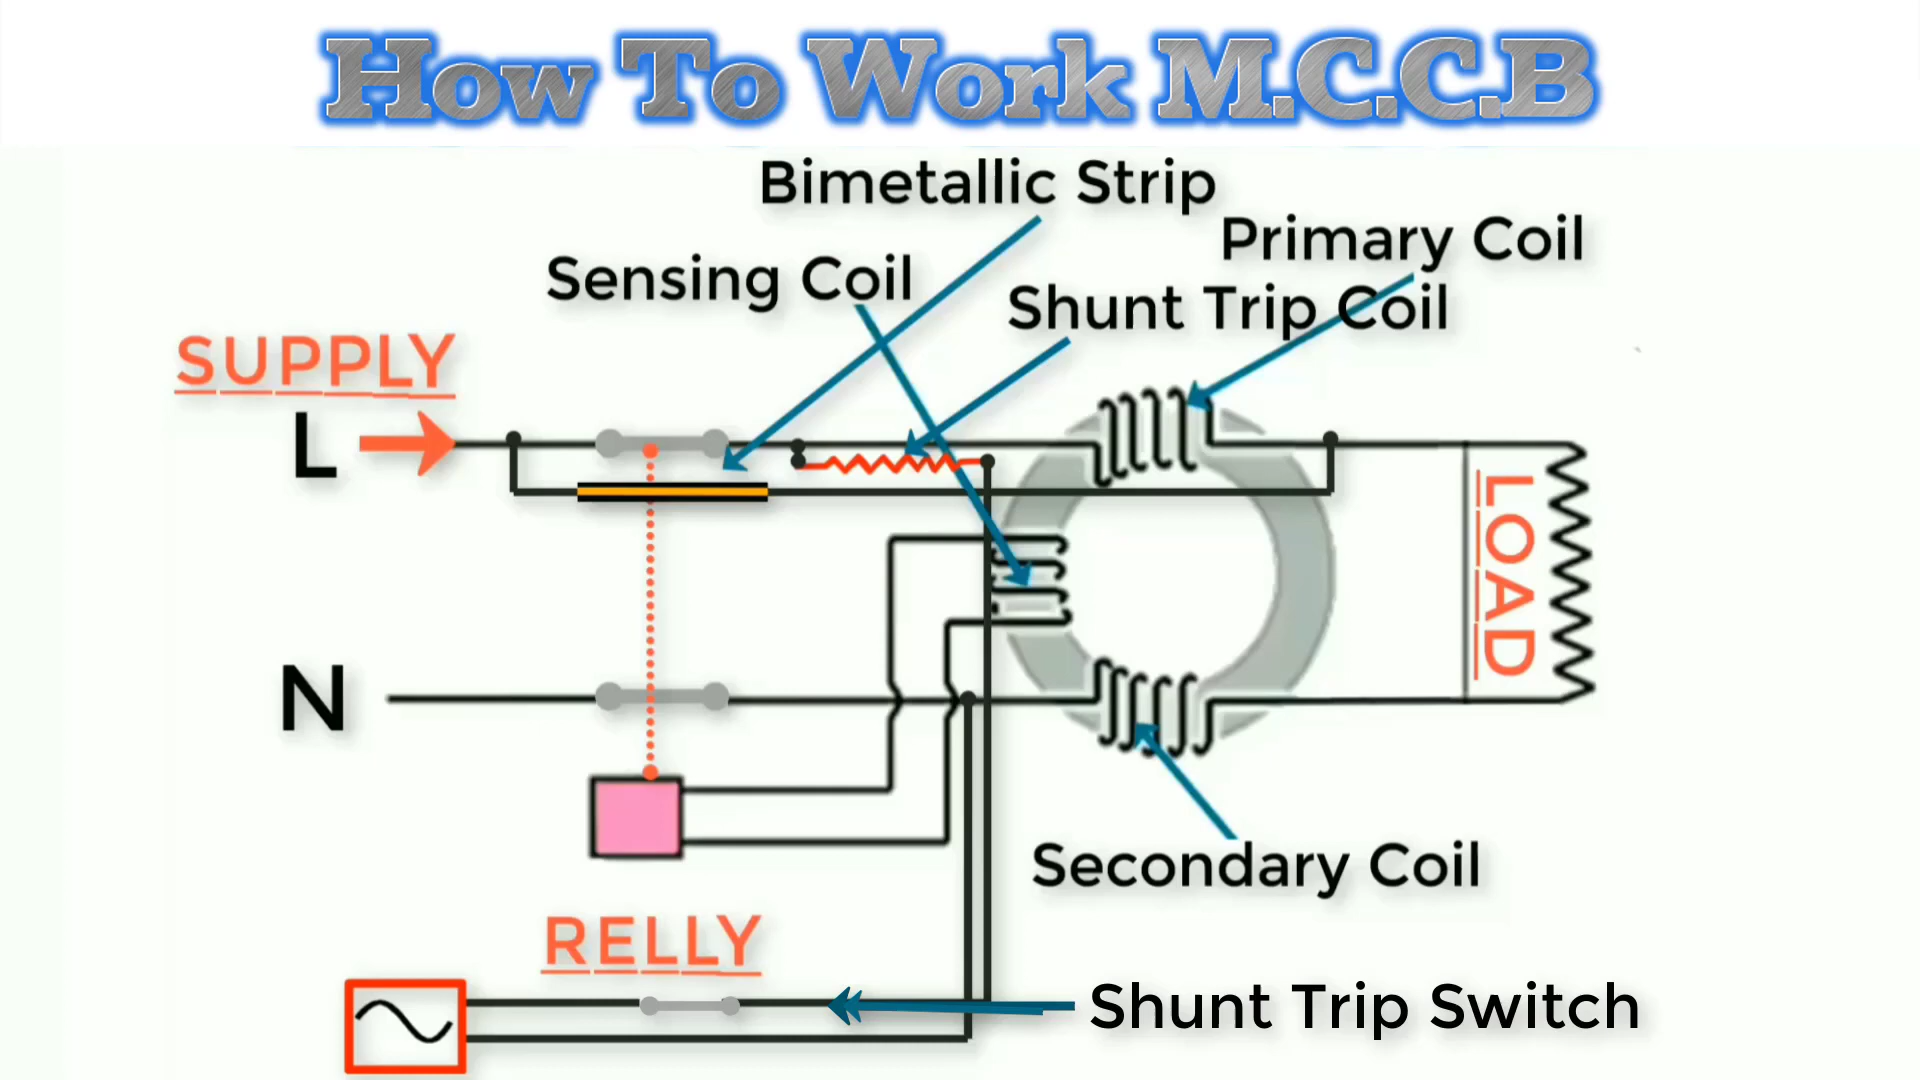 How To Work M.C.C.B
Bimetallic Strip
Primary Coil
Sensing Coil
Shunt Trip Coil
SUPPLY
L
LOAD
N
Secondary Coil
RELLY
Shunt Trip Switch